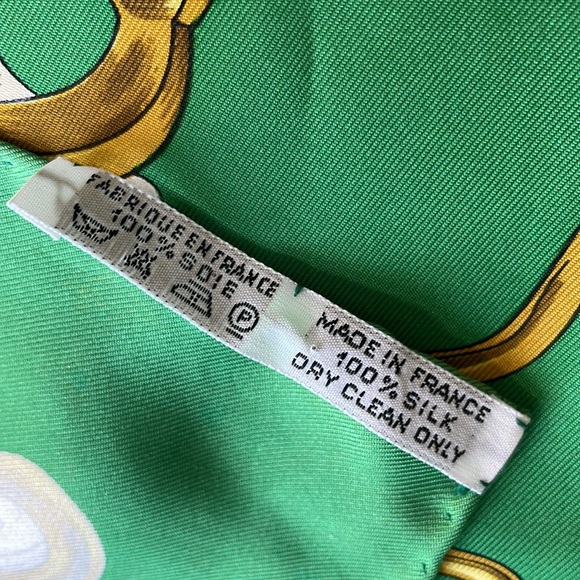 FABRIQUE EN FRANCE
100% SOIE
P
MADE IN FRANCE
100% SiLK
DRY CLEAN ONLY